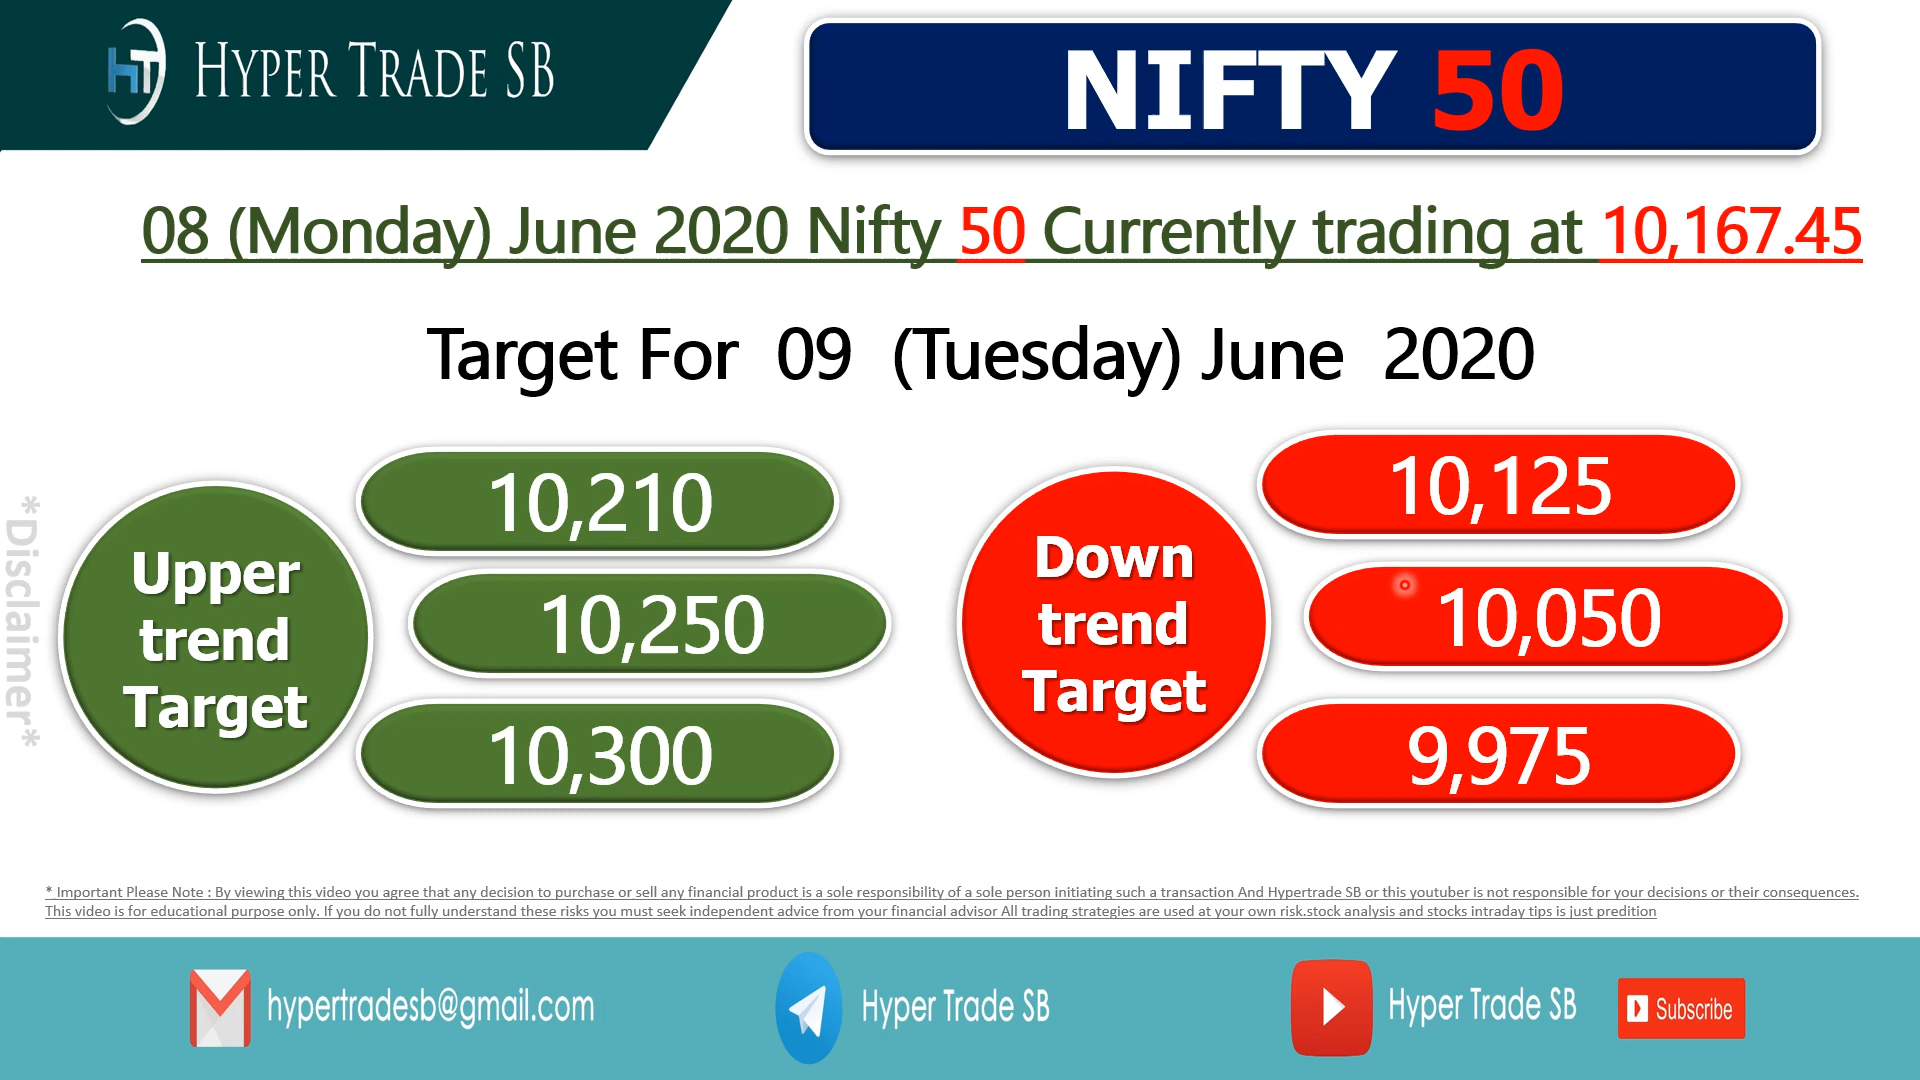 HYPER TRADE SB
NIFTY 50
08 (Monday) June 2020 Nifty 50 Currently trading at 10,167.45
Target For 09 (Tuesday) June 2020
*Disclaimer*
Upper
trend
Target
10,210
10,250
10,300
Down
trend
Target
10,125
10,050
9,975
* Important Please Note : By viewing this video you agree that any decision to purchase or sell any financial product is a sole responsibility of a sole person initiating such a transaction And Hypertrade SB or this youtuber is not responsible for your decisions or their consequences.
This video is for educational purpose only. If you do not fully understand these risks you must seek independent advice from your financial advisor All trading strategies are used at your own risk.stock analysis and stocks intraday tips is just predition
hypertradesb@gmail.com
Hyper Trade SB
Hyper Trade SB
Subscribe